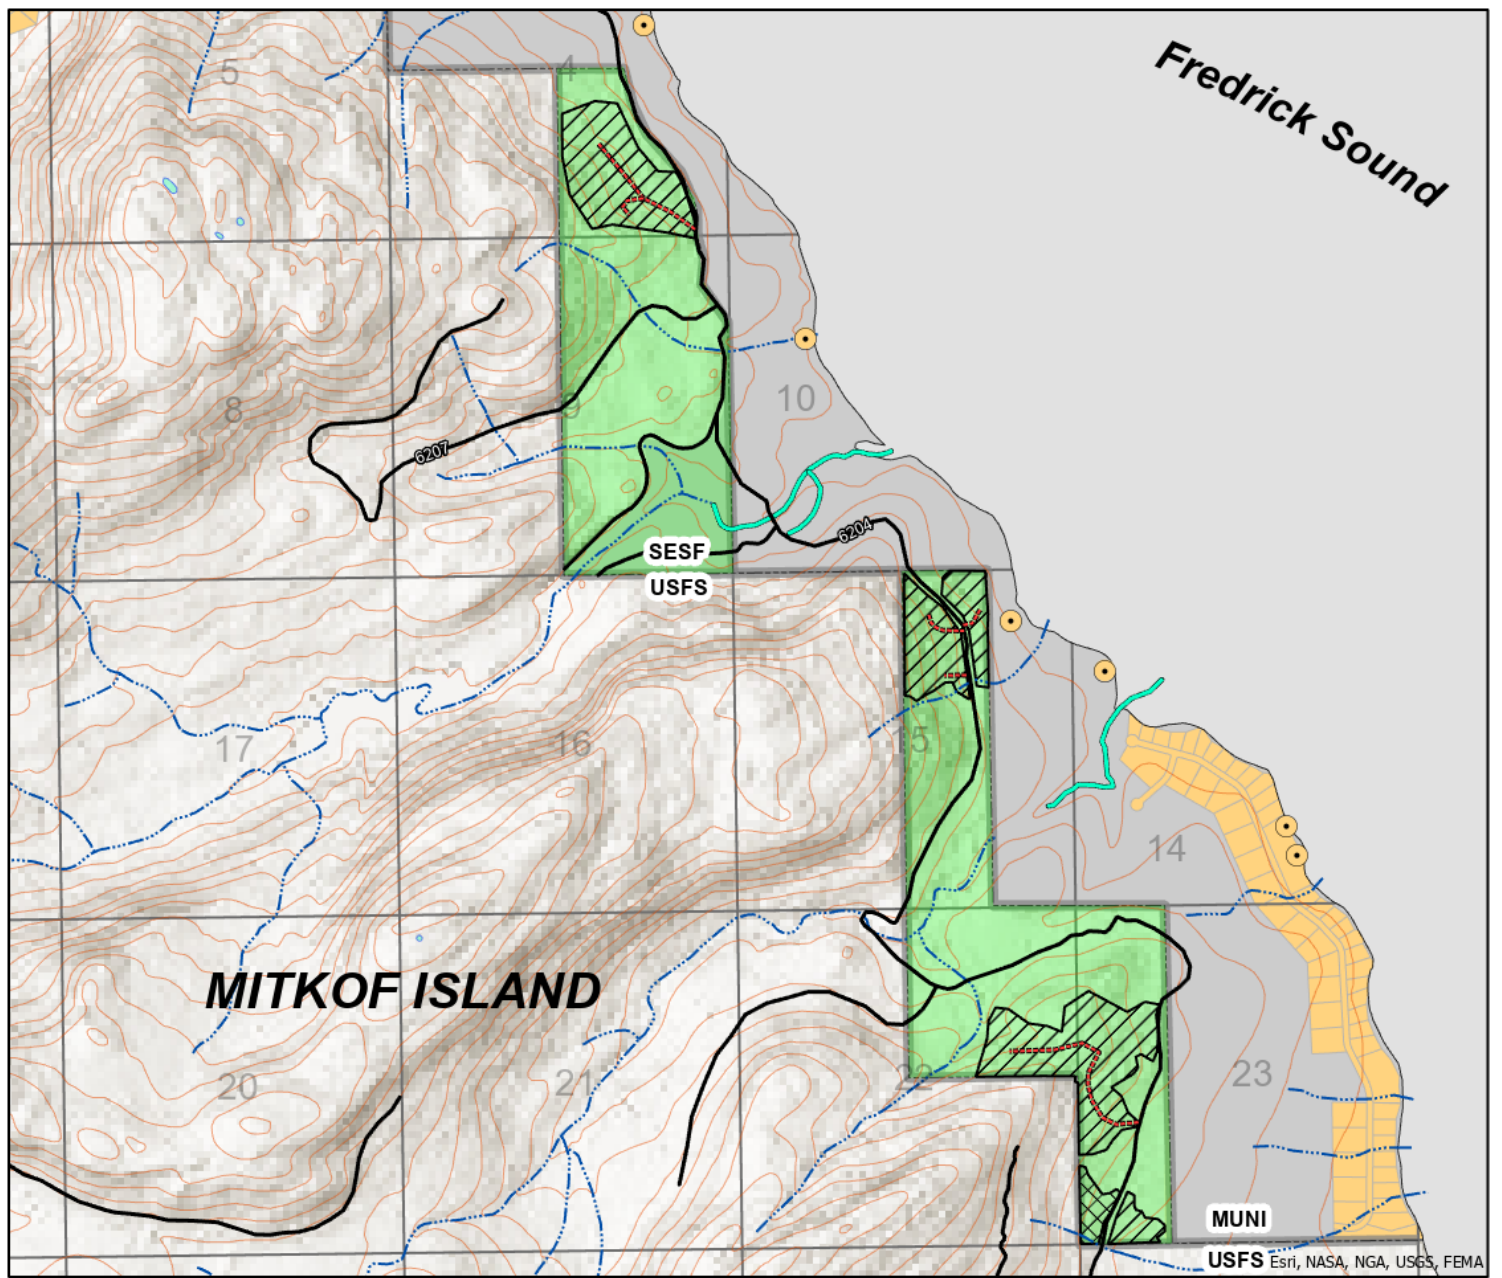 Fredrick Sound
5
4
8
9
10
6207
6204
SESF
USFS
17
16
15
14
MITKOF ISLAND
20
21
22
23
MUNI
USFS
Esri, NASA, NGA, USGS, FEMA